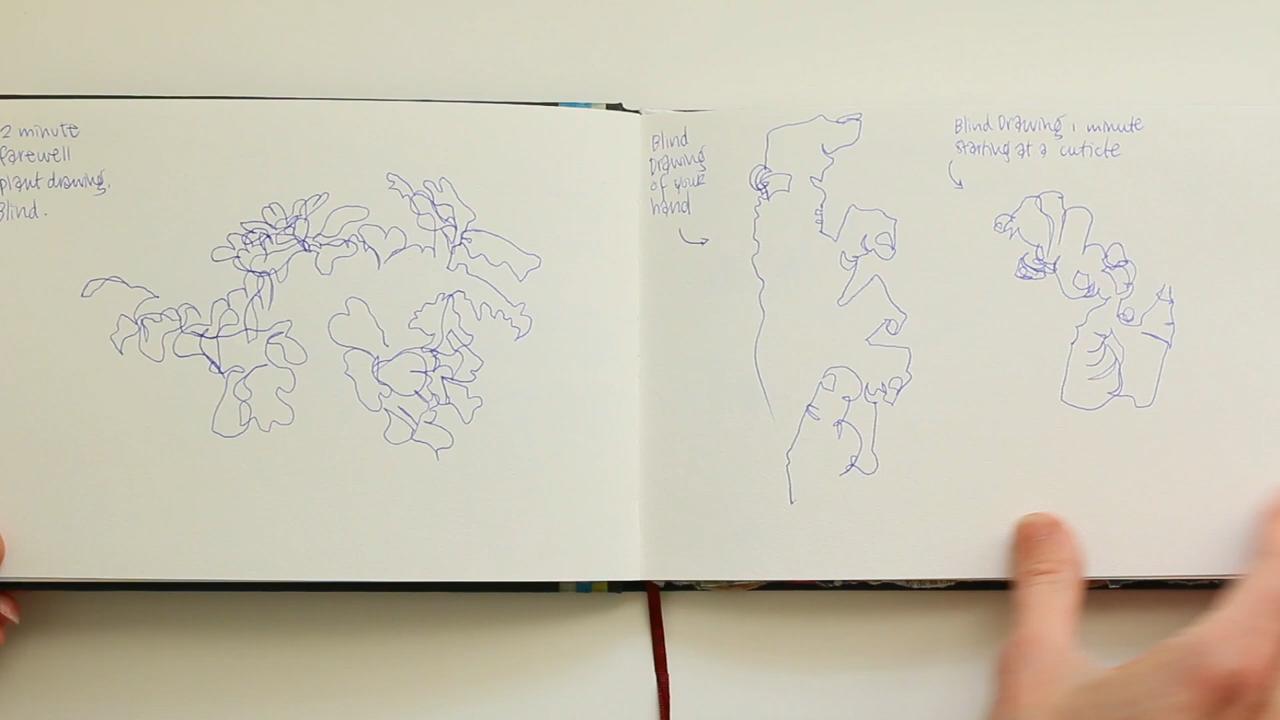 2 minute
farewell
plant drawing.
Blind.
Blind
Drawing
of your
hand
Blind Drawing 1 minute
starting at a cuticle